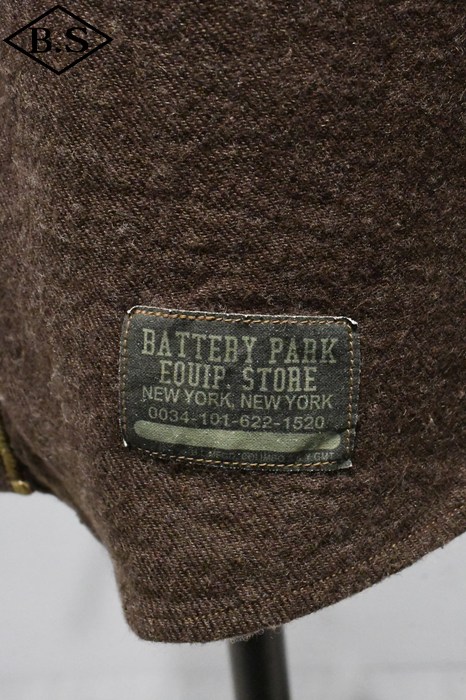 B.S
BATTERY PARK
EQUIP. STORE
NEW YORK, NEW YORK
0034-101-622-1520